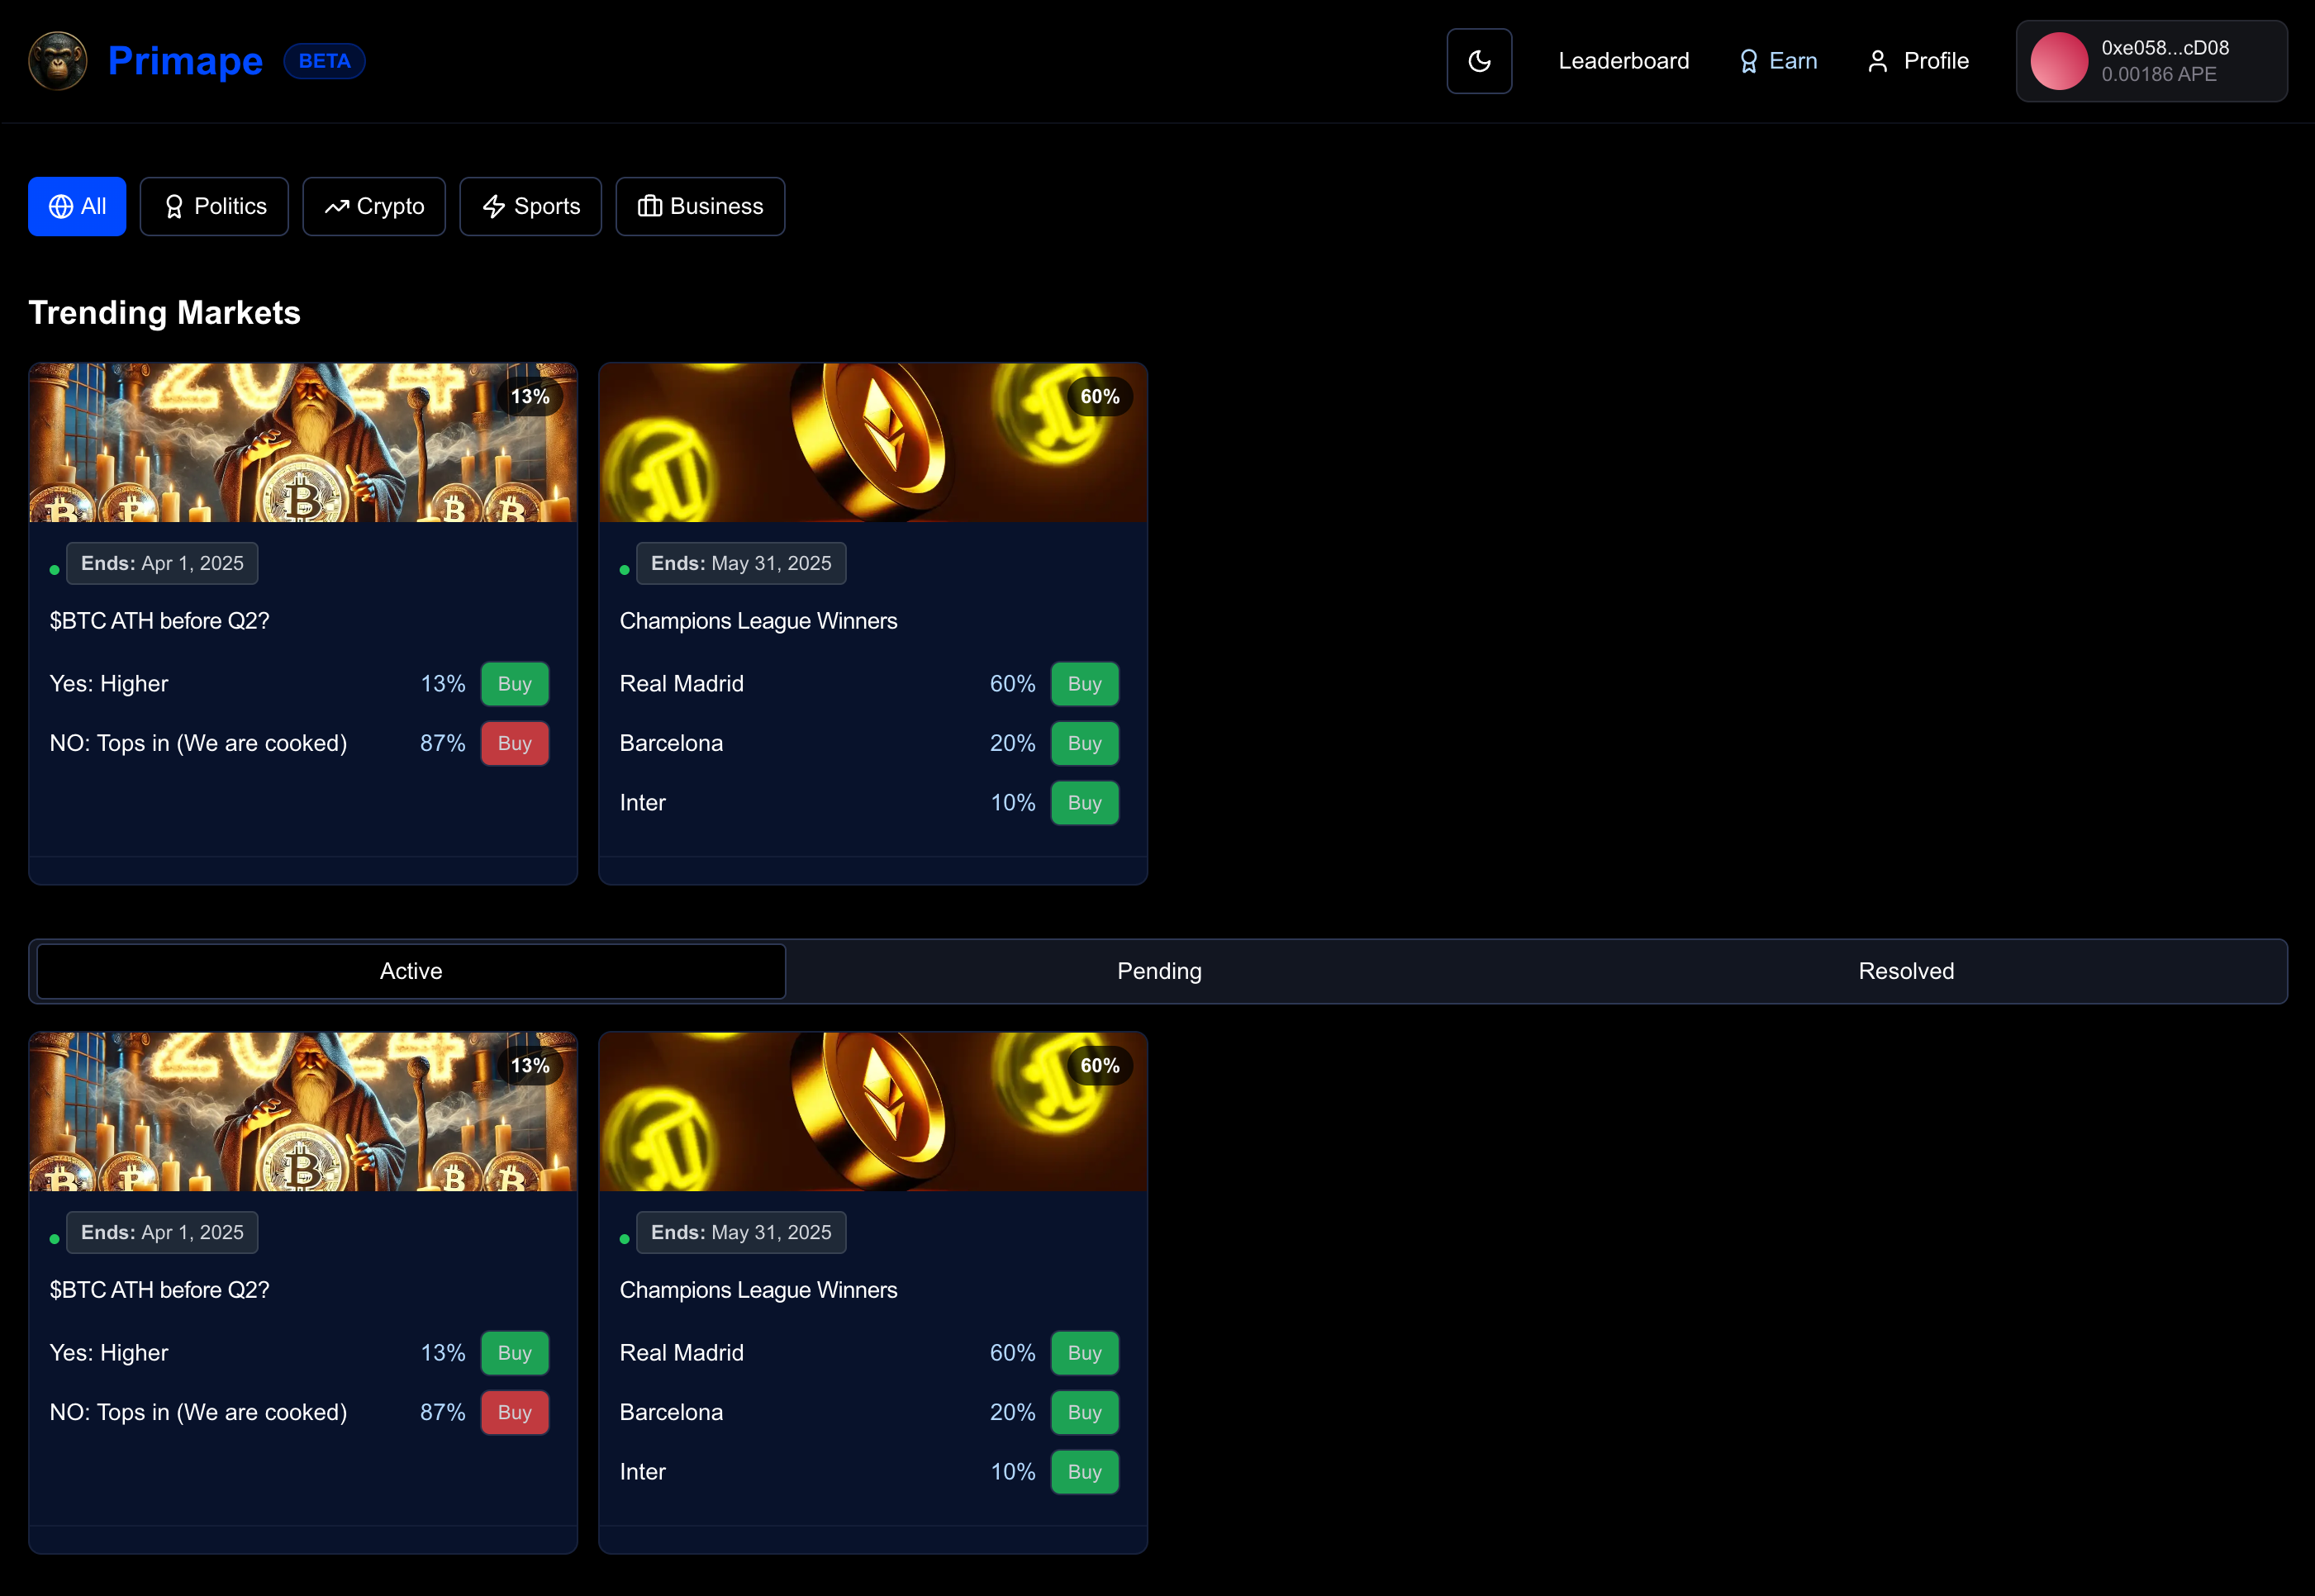 Primape BETA
Leaderboard
Earn
Profile
0xe058...cD08
0.00186 APE
All
Politics
Crypto
Sports
Business
Trending Markets
2024
13%
Ends: Apr 1, 2025
$BTC ATH before Q2?
Yes: Higher 13% Buy
NO: Tops in (We are cooked) 87% Buy
60%
Ends: May 31, 2025
Champions League Winners
Real Madrid 60% Buy
Barcelona 20% Buy
Inter 10% Buy
Active
Pending
Resolved
2024
13%
Ends: Apr 1, 2025
$BTC ATH before Q2?
Yes: Higher 13% Buy
NO: Tops in (We are cooked) 87% Buy
60%
Ends: May 31, 2025
Champions League Winners
Real Madrid 60% Buy
Barcelona 20% Buy
Inter 10% Buy